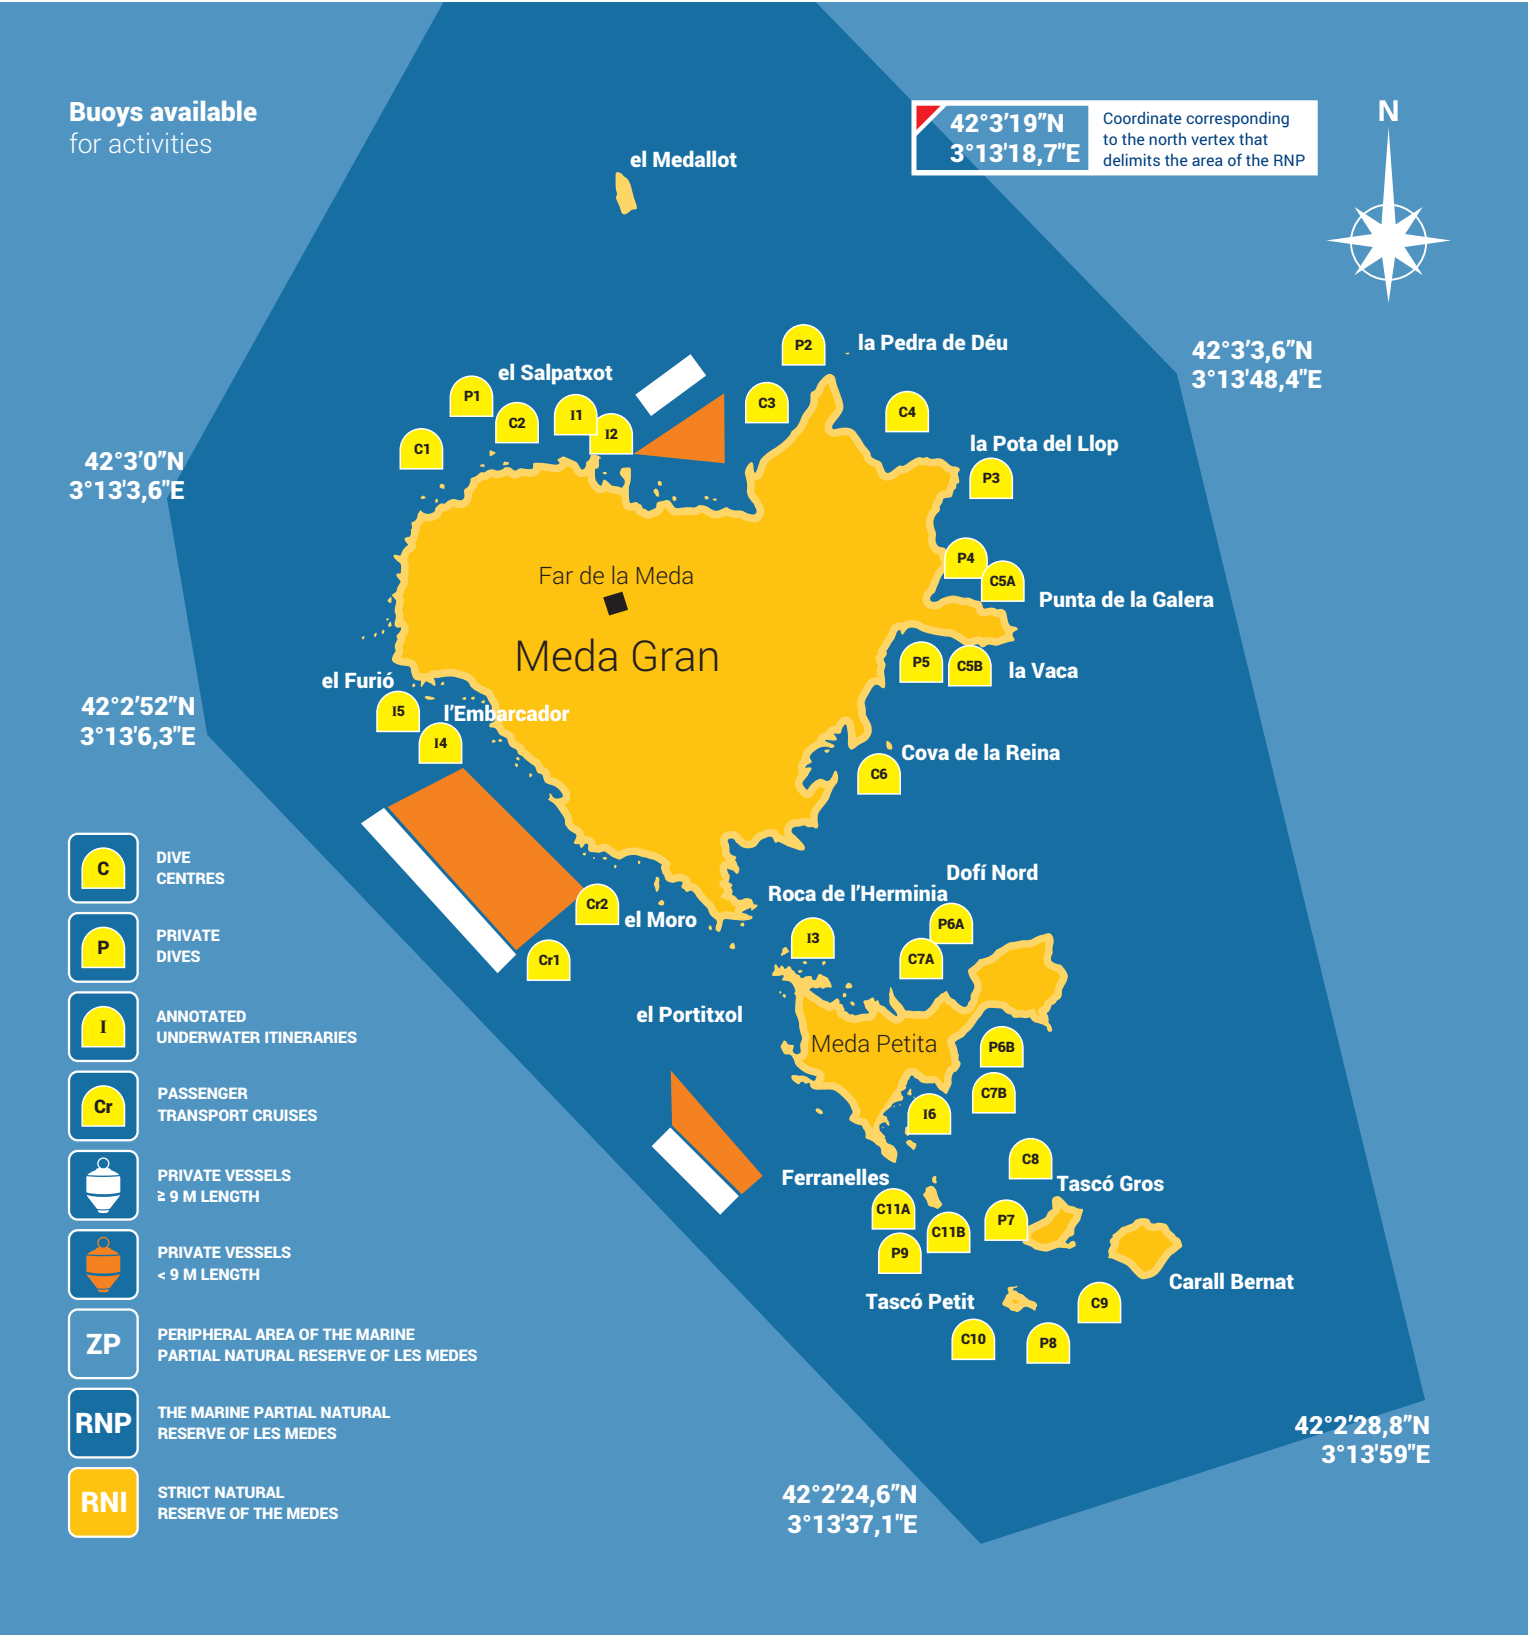 Buoys available
for activities
42°3’19”N
3°13’18,7"E
Coordinate corresponding
to the north vertex that
delimits the area of the RNP
N
el Medallot
P2
la Pedra de Déu
42°3’3,6”N
3°13'48,4"E
el Salpatxot
P1
C2
I1
I2
C3
C4
C1
la Pota del Llop
P3
42°3’0”N
3°13’3,6"E
P4
C5A
Far de la Meda
Punta de la Galera
Meda Gran
P5
C5B
la Vaca
el Furió
I5
l’Embarcador
I4
42°2’52”N
3°13'6,3"E
Cova de la Reina
C6
Dofí Nord
Roca de l’Herminia
Cr2
el Moro
P6A
I3
C7A
Cr1
el Portitxol
Meda Petita
P6B
C7B
I6
C8
Ferranelles
Tascó Gros
C11A
C11B
P7
P9
Carall Bernat
Tascó Petit
C9
C10
P8
42°2’28,8”N
3°13'59"E
42°2’24,6”N
3°13'37,1"E
C
DIVE
CENTRES
P
PRIVATE
DIVES
I
ANNOTATED
UNDERWATER ITINERARIES
Cr
PASSENGER
TRANSPORT CRUISES
PRIVATE VESSELS
≥ 9 M LENGTH
PRIVATE VESSELS
< 9 M LENGTH
ZP
PERIPHERAL AREA OF THE MARINE
PARTIAL NATURAL RESERVE OF LES MEDES
RNP
THE MARINE PARTIAL NATURAL
RESERVE OF LES MEDES
RNI
STRICT NATURAL
RESERVE OF THE MEDES